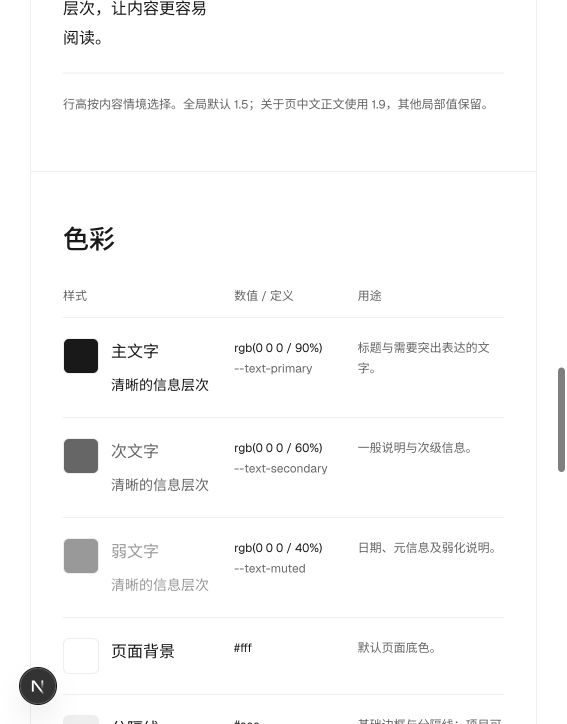 层次，让内容更容易
阅读。
行高按内容情境选择。全局默认 1.5；关于页中文正文使用 1.9，其他局部值保留。
色彩
样式 数值 / 定义 用途
主文字 rgb(0 0 0 / 90%) 标题与需要突出表达的文
清晰的信息层次 --text-primary 字。
次文字 rgb(0 0 0 / 60%) 一般说明与次级信息。
清晰的信息层次 --text-secondary
弱文字 rgb(0 0 0 / 40%) 日期、元信息及弱化说明。
清晰的信息层次 --text-muted
页面背景 #fff 默认页面底色。
N